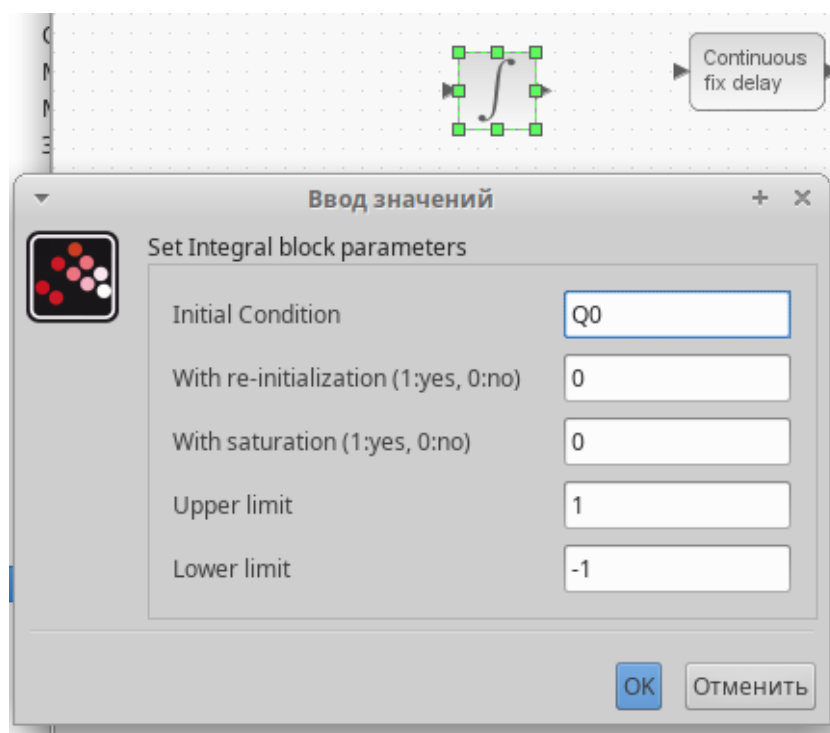 ∫
Continuous
fix delay
Ввод значений
Set Integral block parameters
Initial Condition
Q0
With re-initialization (1:yes, 0:no)
0
With saturation (1:yes, 0:no)
0
Upper limit
1
Lower limit
-1
OK
Отменить